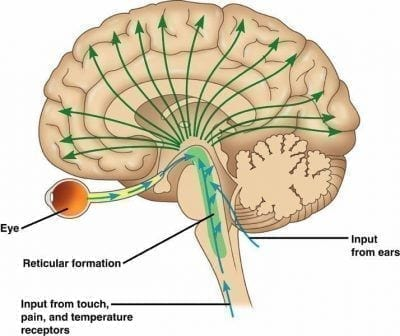 Eye
Reticular formation
Input from touch,
pain, and temperature
receptors
Input
from ears